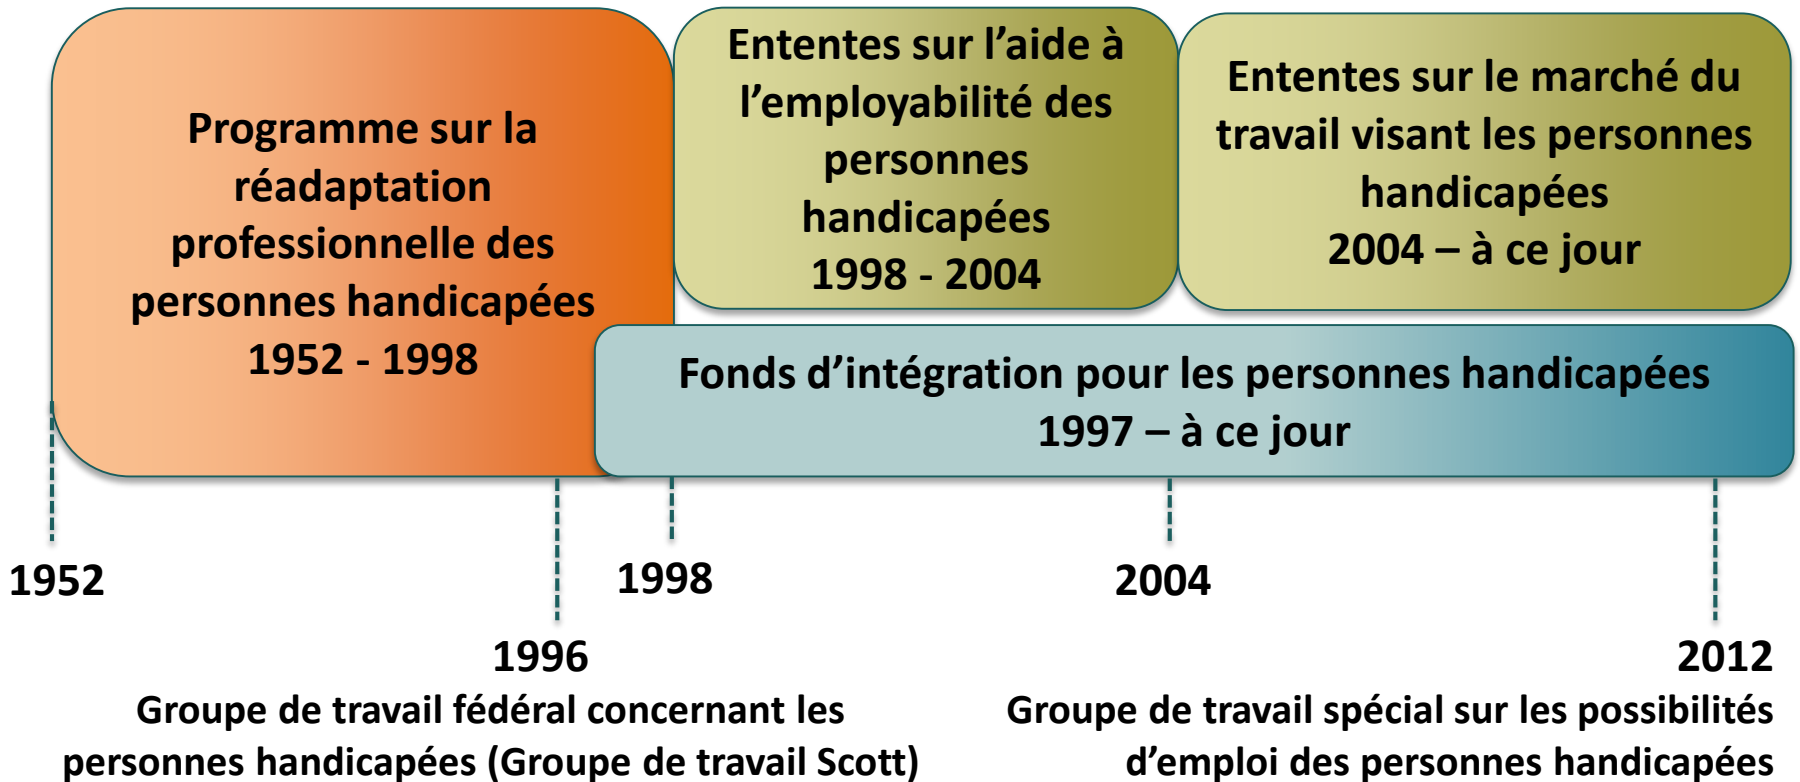 Programme sur la
réadaptation
professionnelle des
personnes handicapées
1952 - 1998
Ententes sur l’aide à
l’employabilité des
personnes
handicapées
1998 - 2004
Ententes sur le marché du
travail visant les personnes
handicapées
2004 – à ce jour
Fonds d’intégration pour les personnes handicapées
1997 – à ce jour
1952
1998
2004
1996
Groupe de travail fédéral concernant les
personnes handicapées (Groupe de travail Scott)
2012
Groupe de travail spécial sur les possibilités
d’emploi des personnes handicapées